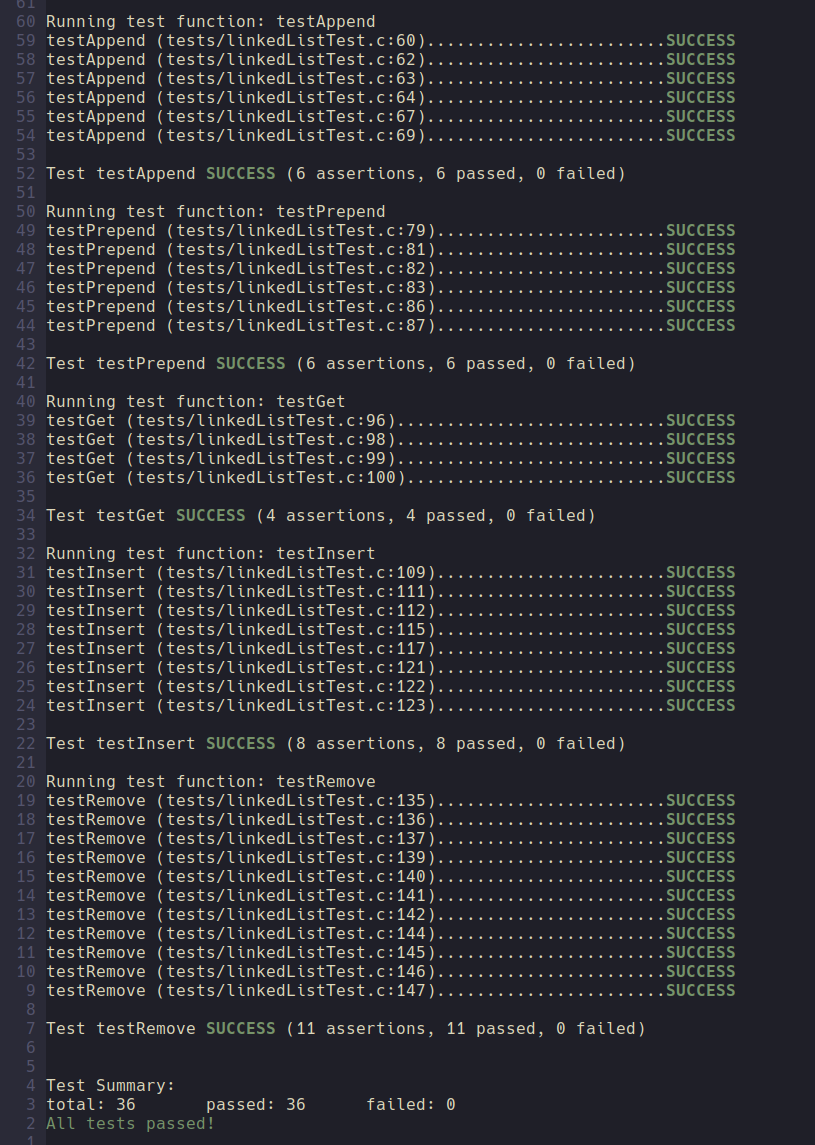 61
60 Running test function: testAppend
59 testAppend (tests/linkedListTest.c:60)........................SUCCESS
58 testAppend (tests/linkedListTest.c:62)........................SUCCESS
57 testAppend (tests/linkedListTest.c:63)........................SUCCESS
56 testAppend (tests/linkedListTest.c:64)........................SUCCESS
55 testAppend (tests/linkedListTest.c:67)........................SUCCESS
54 testAppend (tests/linkedListTest.c:69)........................SUCCESS
53
52 Test testAppend SUCCESS (6 assertions, 6 passed, 0 failed)
51
50 Running test function: testPrepend
49 testPrepend (tests/linkedListTest.c:79).......................SUCCESS
48 testPrepend (tests/linkedListTest.c:81).......................SUCCESS
47 testPrepend (tests/linkedListTest.c:82).......................SUCCESS
46 testPrepend (tests/linkedListTest.c:83).......................SUCCESS
45 testPrepend (tests/linkedListTest.c:86).......................SUCCESS
44 testPrepend (tests/linkedListTest.c:87).......................SUCCESS
43
42 Test testPrepend SUCCESS (6 assertions, 6 passed, 0 failed)
41
40 Running test function: testGet
39 testGet (tests/linkedListTest.c:96)...........................SUCCESS
38 testGet (tests/linkedListTest.c:98)...........................SUCCESS
37 testGet (tests/linkedListTest.c:99)...........................SUCCESS
36 testGet (tests/linkedListTest.c:100)..........................SUCCESS
35
34 Test testGet SUCCESS (4 assertions, 4 passed, 0 failed)
33
32 Running test function: testInsert
31 testInsert (tests/linkedListTest.c:109).......................SUCCESS
30 testInsert (tests/linkedListTest.c:111).......................SUCCESS
29 testInsert (tests/linkedListTest.c:112).......................SUCCESS
28 testInsert (tests/linkedListTest.c:115).......................SUCCESS
27 testInsert (tests/linkedListTest.c:117).......................SUCCESS
26 testInsert (tests/linkedListTest.c:121).......................SUCCESS
25 testInsert (tests/linkedListTest.c:122).......................SUCCESS
24 testInsert (tests/linkedListTest.c:123).......................SUCCESS
23
22 Test testInsert SUCCESS (8 assertions, 8 passed, 0 failed)
21
20 Running test function: testRemove
19 testRemove (tests/linkedListTest.c:135).......................SUCCESS
18 testRemove (tests/linkedListTest.c:136).......................SUCCESS
17 testRemove (tests/linkedListTest.c:137).......................SUCCESS
16 testRemove (tests/linkedListTest.c:139).......................SUCCESS
15 testRemove (tests/linkedListTest.c:140).......................SUCCESS
14 testRemove (tests/linkedListTest.c:141).......................SUCCESS
13 testRemove (tests/linkedListTest.c:142).......................SUCCESS
12 testRemove (tests/linkedListTest.c:144).......................SUCCESS
11 testRemove (tests/linkedListTest.c:145).......................SUCCESS
10 testRemove (tests/linkedListTest.c:146).......................SUCCESS
9 testRemove (tests/linkedListTest.c:147).......................SUCCESS
8
7 Test testRemove SUCCESS (11 assertions, 11 passed, 0 failed)
6
5
4 Test Summary:
3 total: 36 passed: 36 failed: 0
2 All tests passed!
1